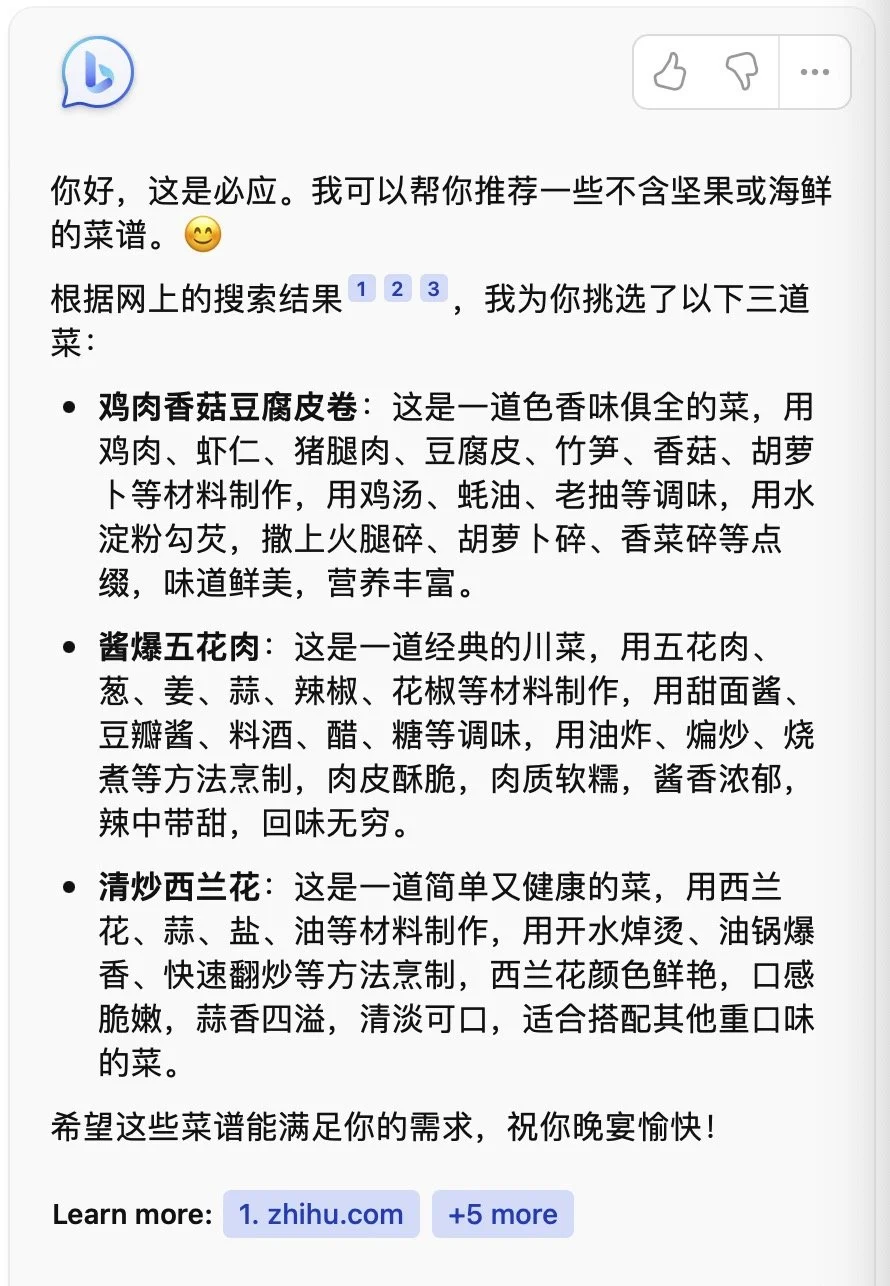 你好，这是必应。我可以帮你推荐一些不含坚果或海鲜
的菜谱。😊
根据网上的搜索结果 1 2 3 ，我为你挑选了以下三道
菜：
• 鸡肉香菇豆腐皮卷：这是一道色香味俱全的菜，用
鸡肉、虾仁、猪腿肉、豆腐皮、竹笋、香菇、胡萝
卜等材料制作，用鸡汤、蚝油、老抽等调味，用水
淀粉勾芡，撒上火腿碎、胡萝卜碎、香菜碎等点
缀，味道鲜美，营养丰富。
• 酱爆五花肉：这是一道经典的川菜，用五花肉、
葱、姜、蒜、辣椒、花椒等材料制作，用甜面酱、
豆瓣酱、料酒、醋、糖等调味，用油炸、煸炒、烧
煮等方法烹制，肉皮酥脆，肉质软糯，酱香浓郁，
辣中带甜，回味无穷。
• 清炒西兰花：这是一道简单又健康的菜，用西兰
花、蒜、盐、油等材料制作，用开水焯烫、油锅爆
香、快速翻炒等方法烹制，西兰花颜色鲜艳，口感
脆嫩，蒜香四溢，清淡可口，适合搭配其他重口味
的菜。
希望这些菜谱能满足你的需求，祝你晚宴愉快！
Learn more: 1. zhihu.com +5 more